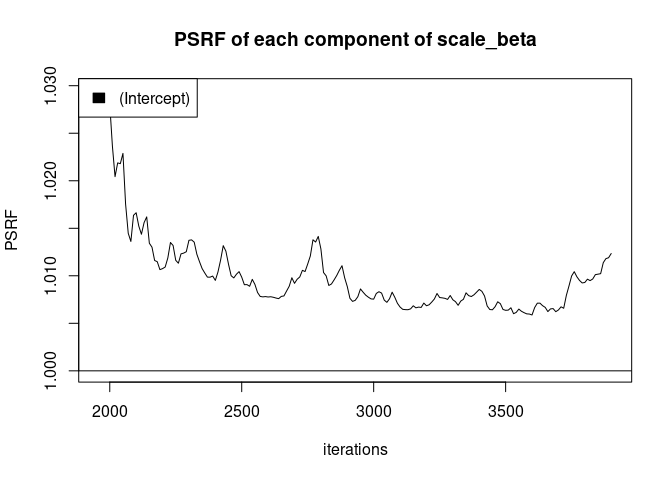 PSRF of each component of scale_beta
(Intercept)
PSRF
1.030
1.020
1.010
1.000
2000 2500 3000 3500
iterations